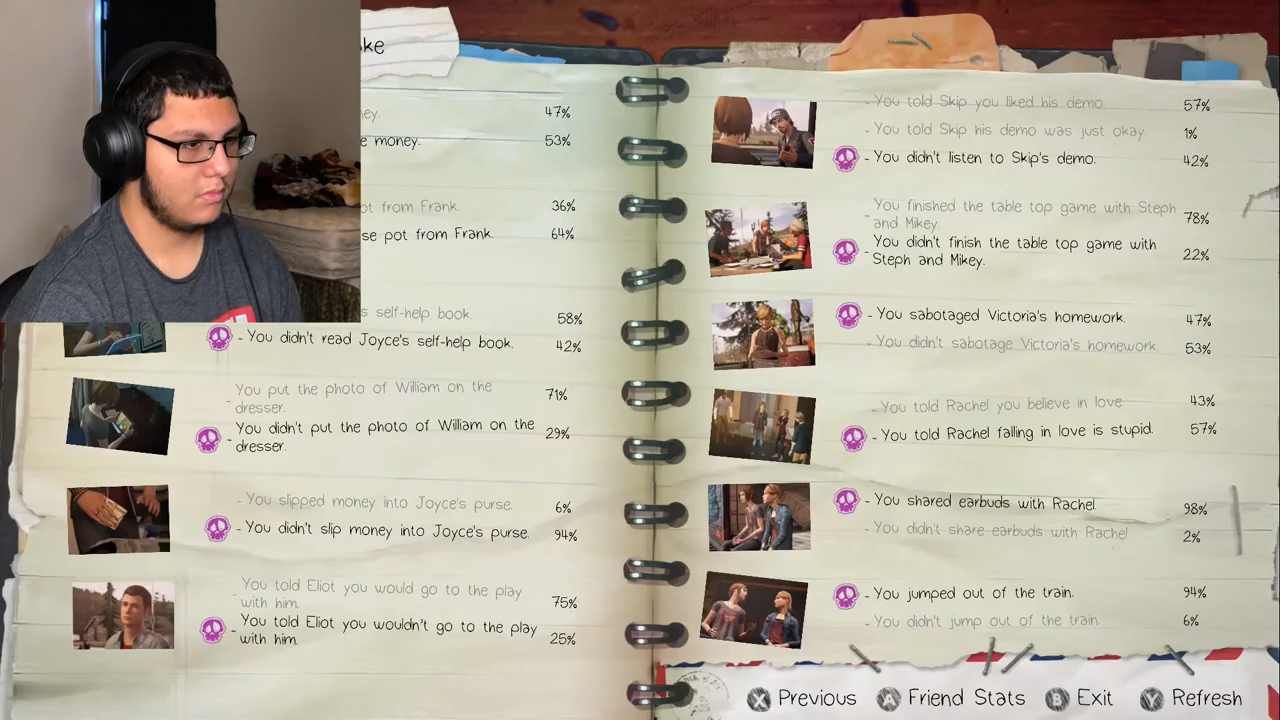 ke
ey.
47%
e money.
53%
ot from Frank.
36%
se pot from Frank.
64%
s self-help book.
58%
- You didn't read Joyce's self-help book.
42%
You put the photo of William on the
- dresser.
71%
You didn't put the photo of William on the
- dresser.
29%
- You slipped money into Joyce's purse.
6%
- You didn't slip money into Joyce's purse.
94%
You told Eliot you would go to the play
- with him.
75%
You told Eliot you wouldn't go to the play
- with him.
25%
- You told Skip you liked his demo.
57%
- You told Skip his demo was just okay.
1%
- You didn't listen to Skip's demo.
42%
You finished the table top game with Steph
- and Mikey.
78%
You didn't finish the table top game with
- Steph and Mikey.
22%
- You sabotaged Victoria's homework.
47%
- You didn't sabotage Victoria's homework.
53%
- You told Rachel you believe in love
43%
- You told Rachel falling in love is stupid.
57%
- You shared earbuds with Rachel.
98%
- You didn't share earbuds with Rachel
2%
- You jumped out of the train.
94%
- You didn't jump out of the train.
6%
X Previous A Friend Stats B Exit Y Refresh